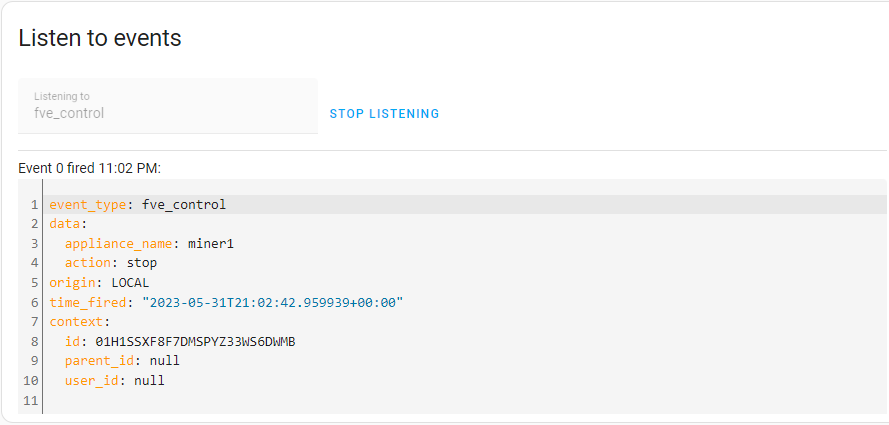 Listen to events
Listening to
fve_control
STOP LISTENING
Event 0 fired 11:02 PM:
1 event_type: fve_control
2 data:
3 appliance_name: miner1
4 action: stop
5 origin: LOCAL
6 time_fired: "2023-05-31T21:02:42.959939+00:00"
7 context:
8 id: 01H1SSXF8F7DMSPYZ33WS6DWMB
9 parent_id: null
10 user_id: null
11